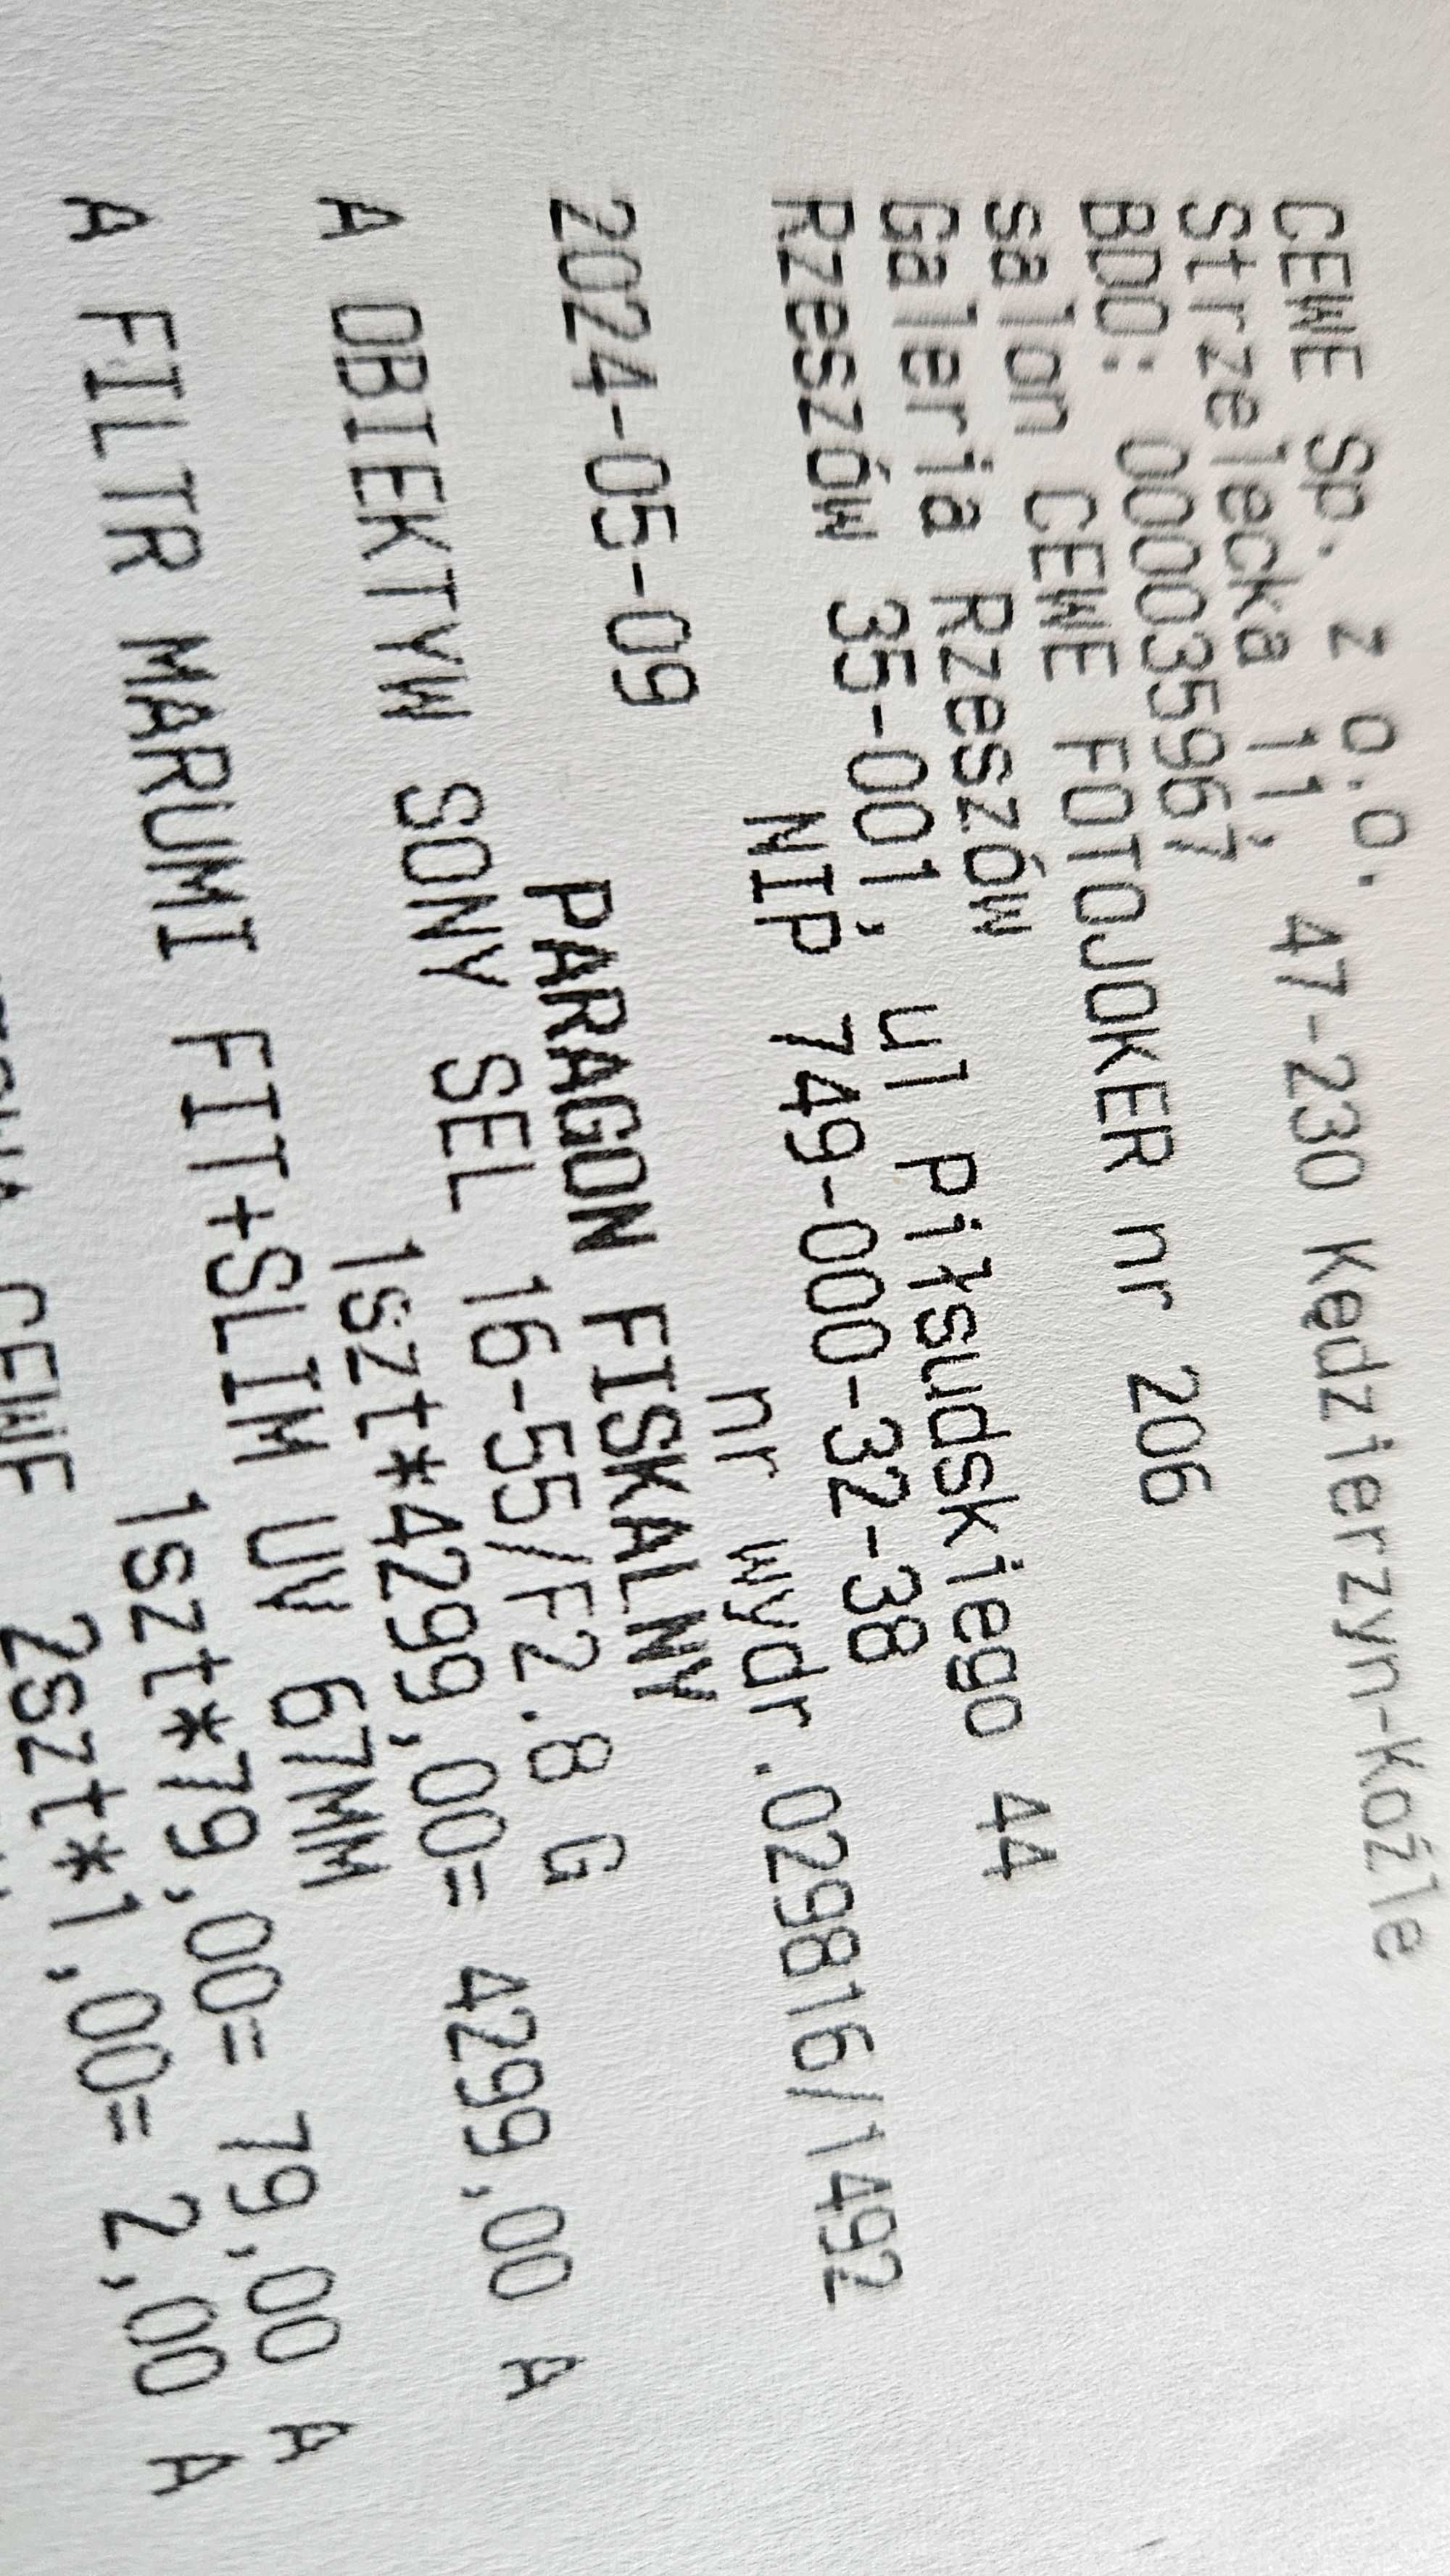 CEWE Sp. z o.o.
Strzelecka 11; 47-230 Kędzierzyn-Koźle
BDO: 000035967
salon CEWE FOTOJOKER nr 206
Galeria Rzeszów
Rzeszów 35-001, ul Piłsudskiego 44
NIP 749-000-32-38
nr wydr.029816/1492
2024-05-09
PARAGON FISKALNY
A OBIEKTYW SONY SEL 16-55/F2.8 G
1szt*4299,00= 4299,00 A
A FILTR MARUMI FIT+SLIM UV 67MM
1szt*79,00= 79,00 A
CEWE
2szt*1,00= 2,00 A